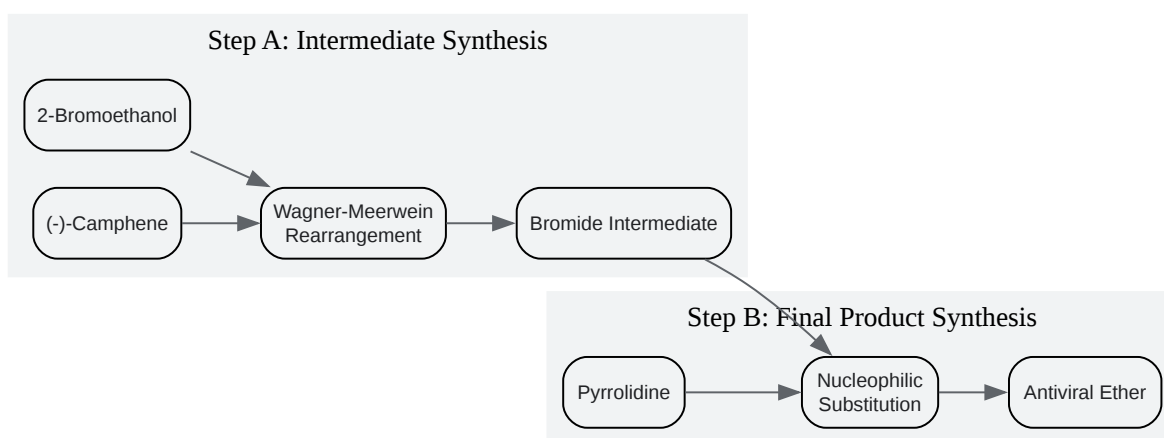 Step A: Intermediate Synthesis
2-Bromoethanol
(-)-Camphene
Wagner-Meerwein
Rearrangement
Bromide Intermediate
Step B: Final Product Synthesis
Pyrrolidine
Nucleophilic
Substitution
Antiviral Ether